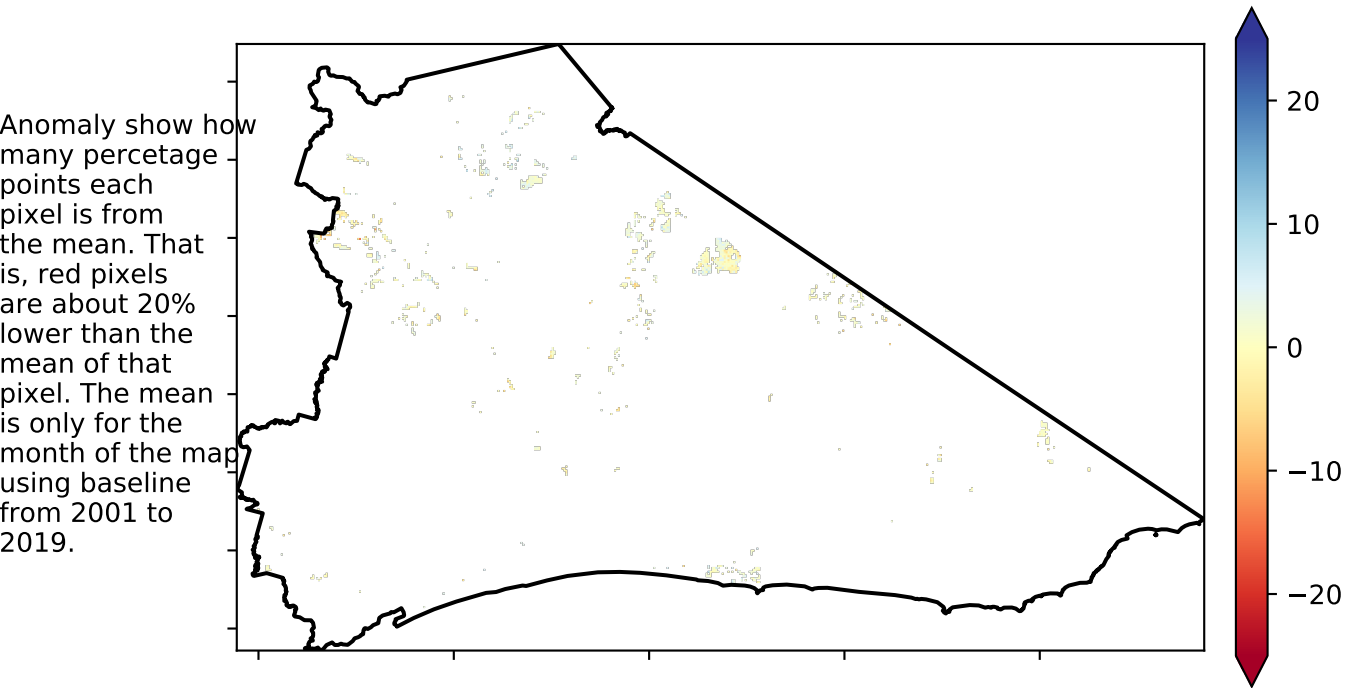 Anomaly show how
many percetage
points each
pixel is from
the mean. That
is, red pixels
are about 20%
lower than the
mean of that
pixel. The mean
is only for the
month of the map
using baseline
from 2001 to
2019.
20
10
0
−10
−20